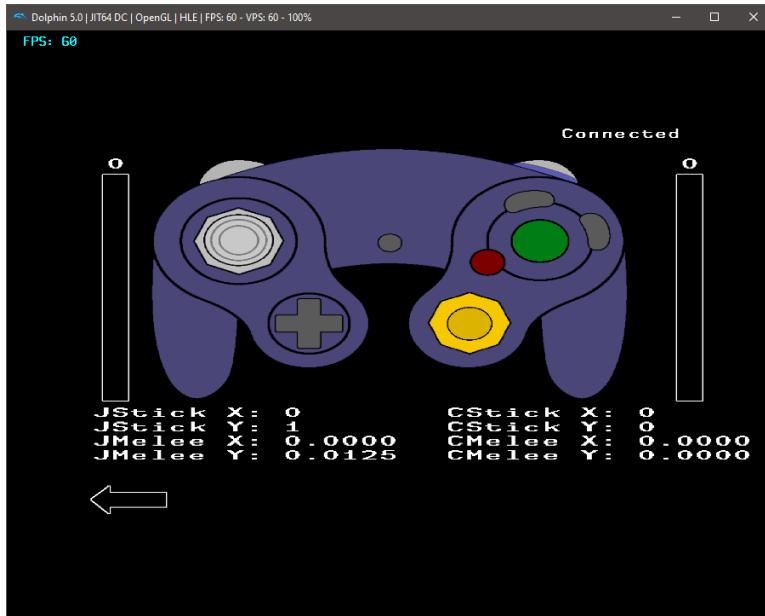 Dolphin 5.0 | JIT64 DC | OpenGL | HLE | FPS: 60 - VPS: 60 - 100%
FPS: 60
Connected
0 0
JStick X: 0 CStick X: 0
JStick Y: 1 CStick Y: 0
JMelee X: 0.0000 CMelee X: 0.0000
JMelee Y: 0.0125 CMelee Y: 0.0000